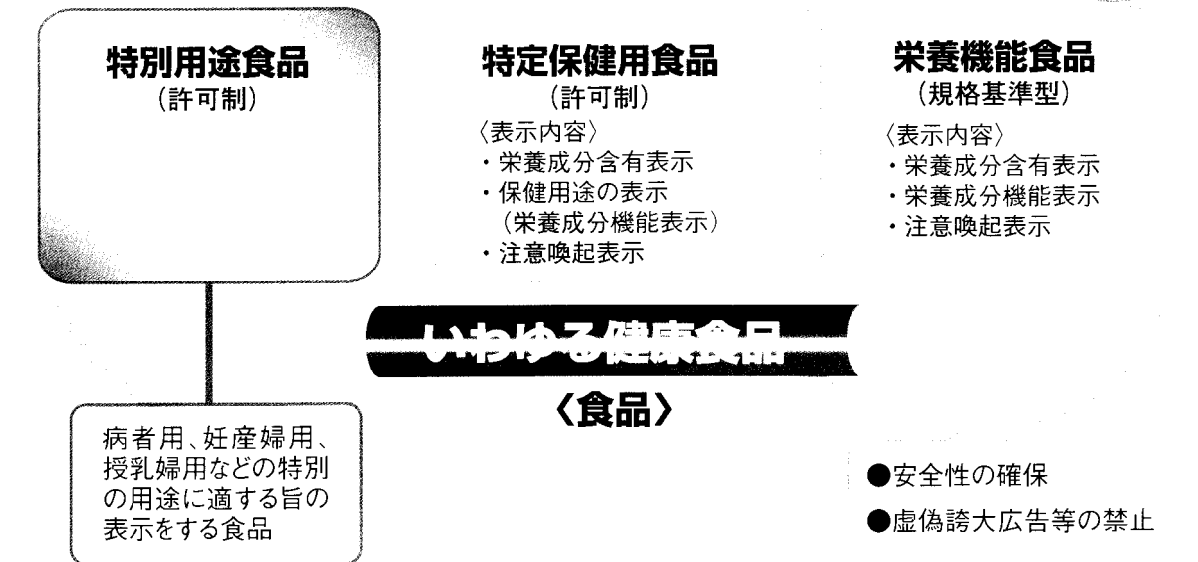 特別用途食品
（許可制）
特定保健用食品
（許可制）
〈表示内容〉
・栄養成分含有表示
・保健用途の表示
（栄養成分機能表示）
・注意喚起表示
栄養機能食品
（規格基準型）
〈表示内容〉
・栄養成分含有表示
・栄養成分機能表示
・注意喚起表示
いわゆる健康食品
〈食品〉
病者用、妊産婦用、
授乳婦用などの特別
の用途に適する旨の
表示をする食品
●安全性の確保
●虚偽誇大広告等の禁止